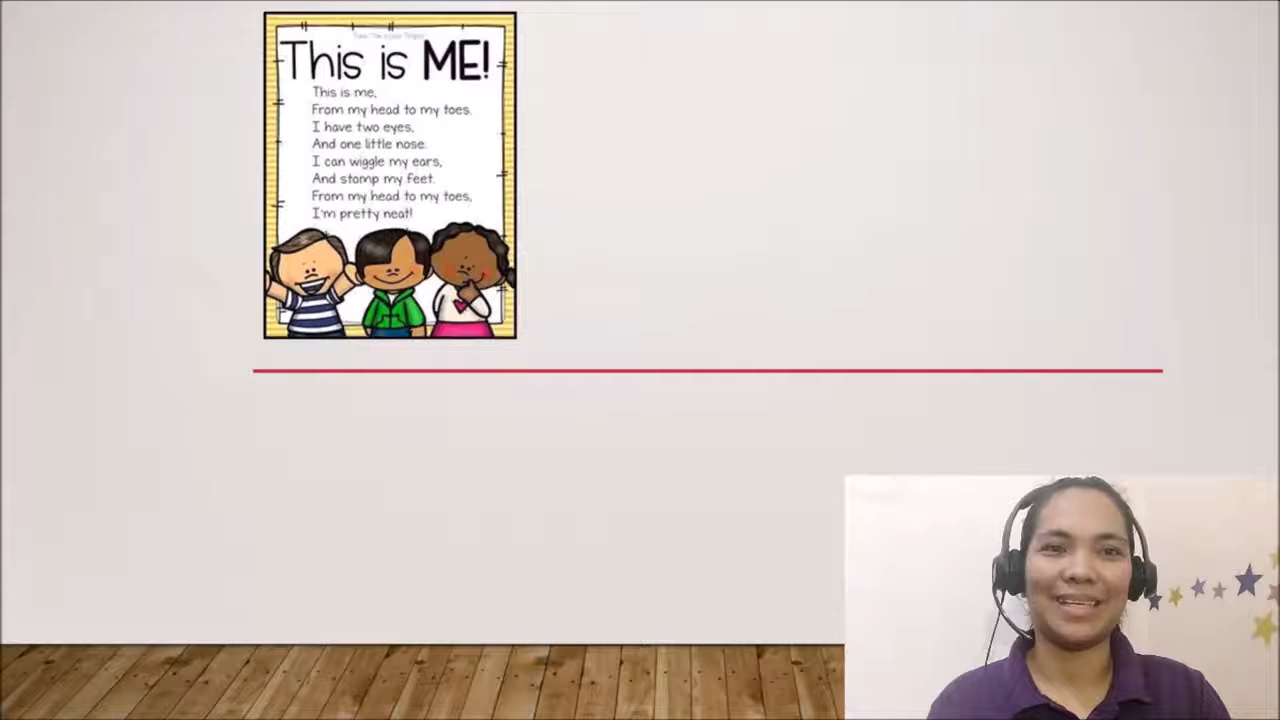 This is ME!
This is me,
From my head to my toes.
I have two eyes,
And one little nose.
I can wiggle my ears,
And stomp my feet.
From my head to my toes,
I'm pretty neat!